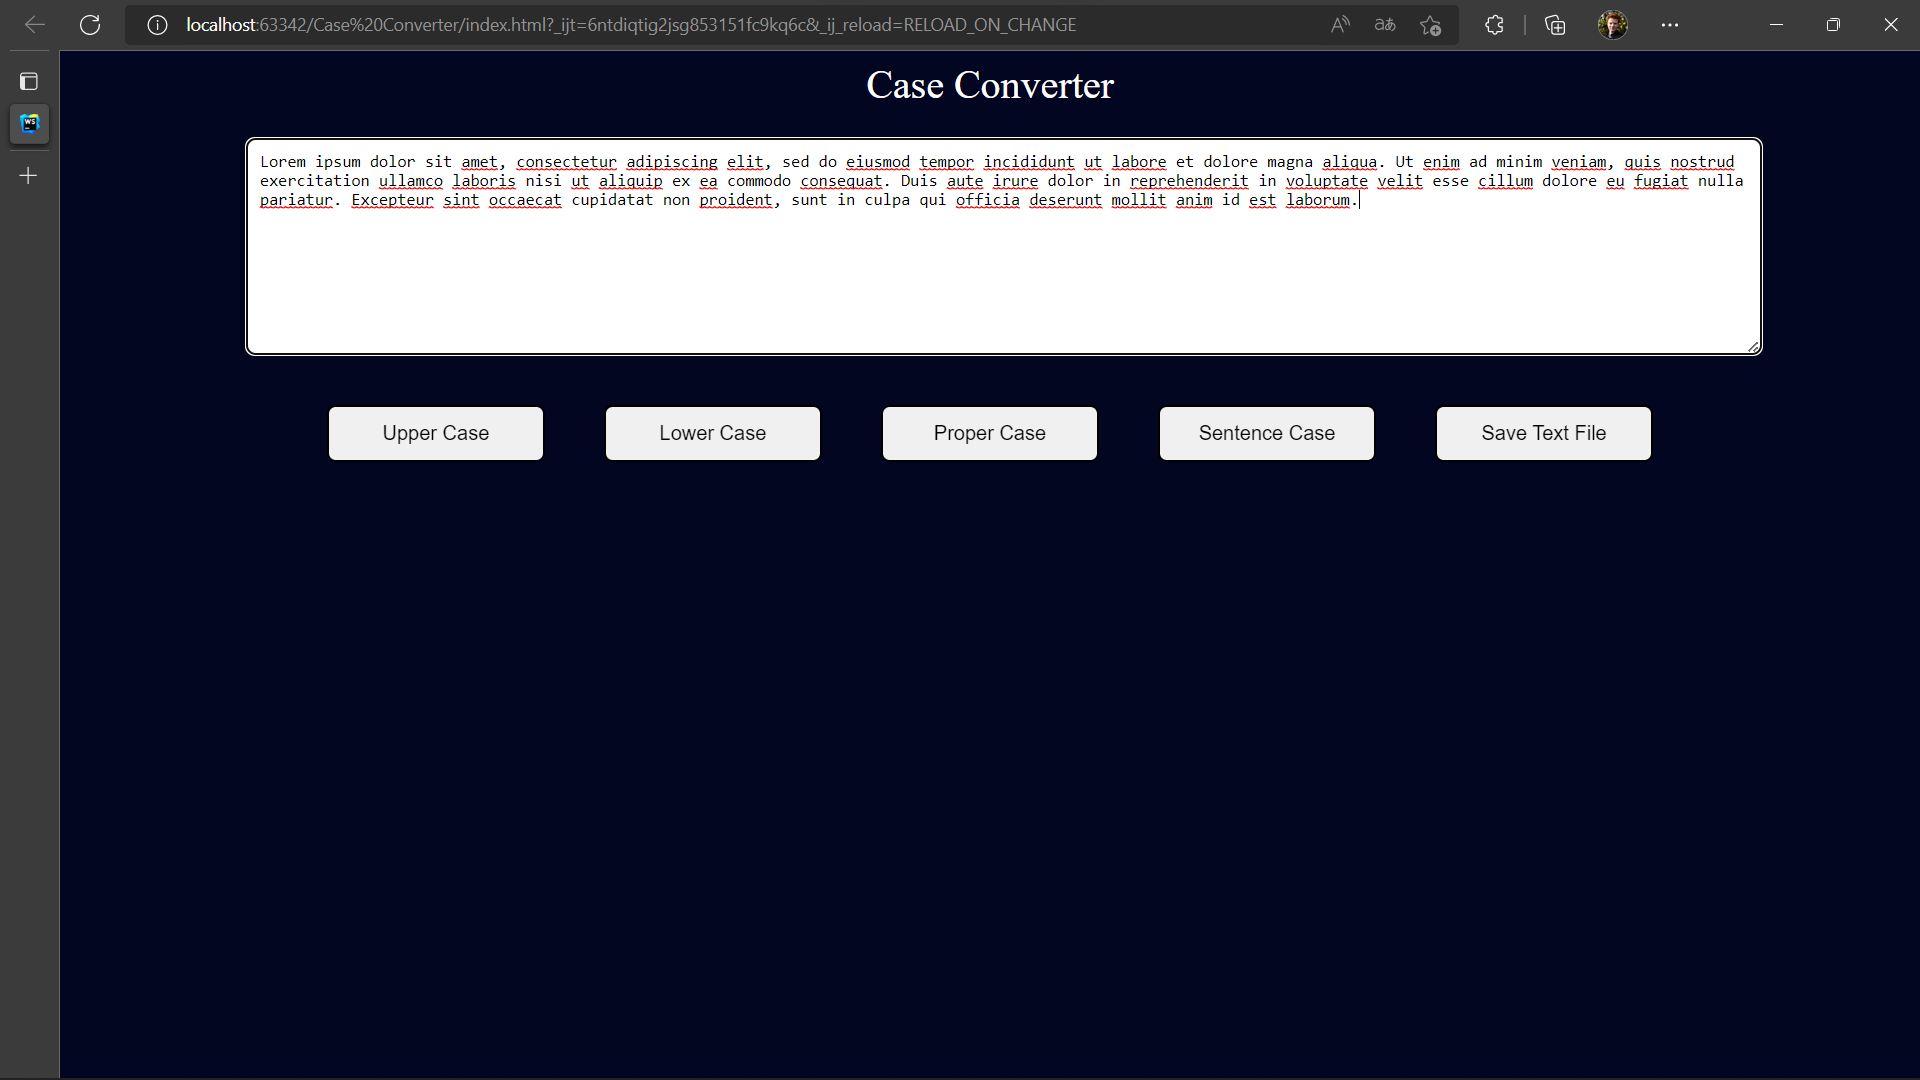 localhost:63342/Case%20Converter/index.html?_ijt=6ntdiqtig2jsg853151fc9kq6c&_ij_reload=RELOAD_ON_CHANGE
Case Converter
Lorem ipsum dolor sit amet, consectetur adipiscing elit, sed do eiusmod tempor incididunt ut labore et dolore magna aliqua. Ut enim ad minim veniam, quis nostrud
exercitation ullamco laboris nisi ut aliquip ex ea commodo consequat. Duis aute irure dolor in reprehenderit in voluptate velit esse cillum dolore eu fugiat nulla
pariatur. Excepteur sint occaecat cupidatat non proident, sunt in culpa qui officia deserunt mollit anim id est laborum.
Upper Case
Lower Case
Proper Case
Sentence Case
Save Text File
WS